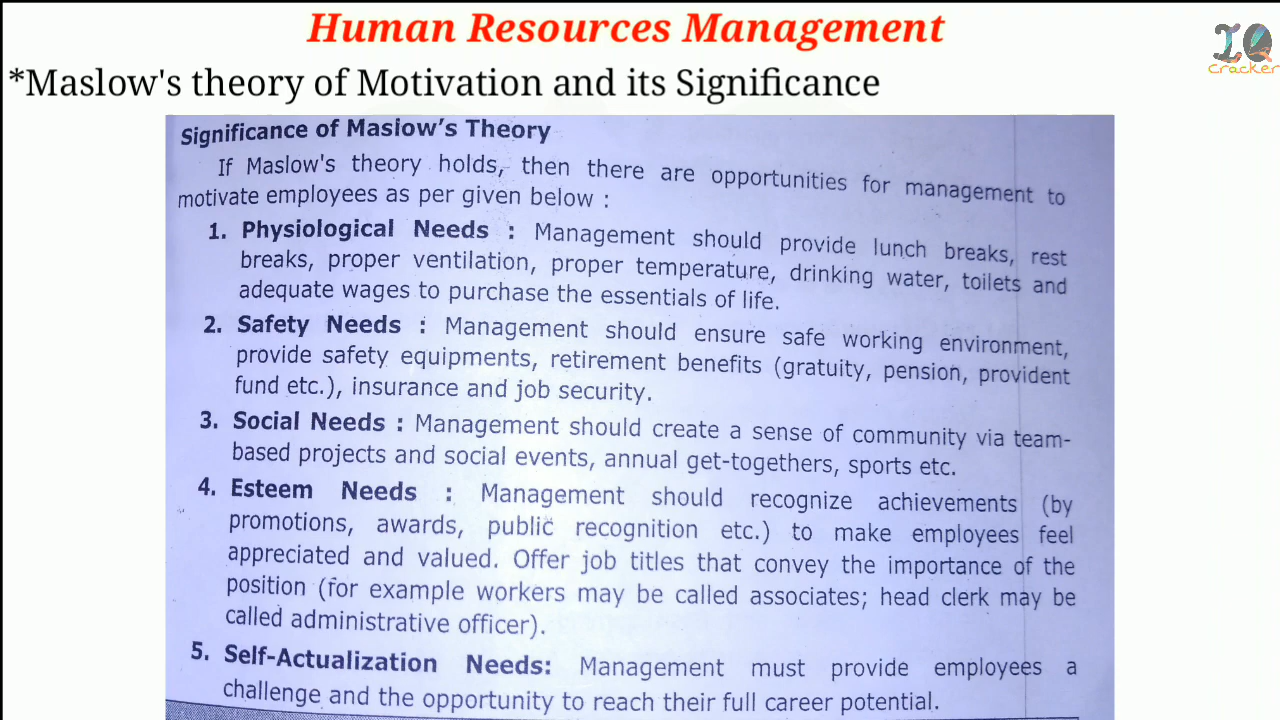 Human Resources Management
IQ
Cracker
*Maslow's theory of Motivation and its Significance
Significance of Maslow's Theory
If Maslow's theory holds, then there are opportunities for management to
motivate employees as per given below :
1. Physiological Needs : Management should provide lunch breaks, rest
breaks, proper ventilation, proper temperature, drinking water, toilets and
adequate wages to purchase the essentials of life.
2. Safety Needs : Management should ensure safe working environment,
provide safety equipments, retirement benefits (gratuity, pension, provident
fund etc.), insurance and job security.
3. Social Needs : Management should create a sense of community via team-
based projects and social events, annual get-togethers, sports etc.
4. Esteem Needs : Management should recognize achievements (by
promotions, awards, public recognition etc.) to make employees feel
appreciated and valued. Offer job titles that convey the importance of the
position (for example workers may be called associates; head clerk may be
called administrative officer).
5. Self-Actualization Needs: Management must provide employees a
challenge and the opportunity to reach their full career potential.